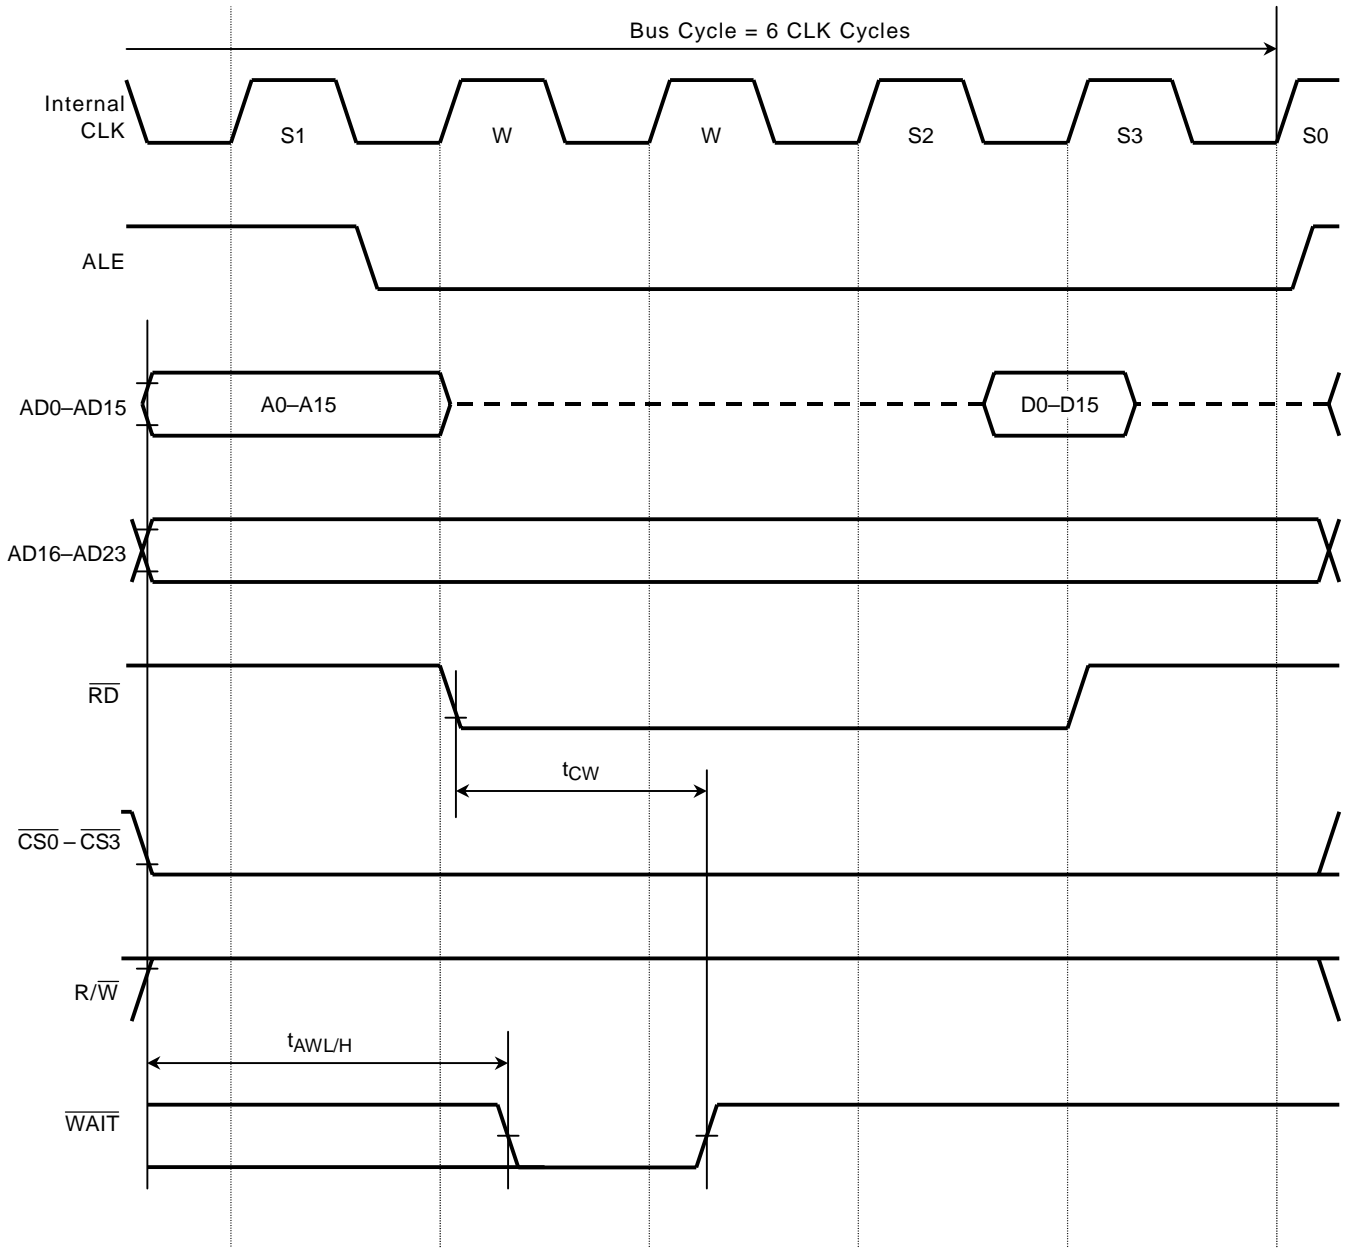 Bus Cycle = 6 CLK Cycles
Internal
CLK
S1
W
W
S2
S3
S0
ALE
AD0–AD15
A0–A15
D0–D15
AD16–AD23
RD
tCW
CS0 – CS3
R/W
tAWL/H
WAIT